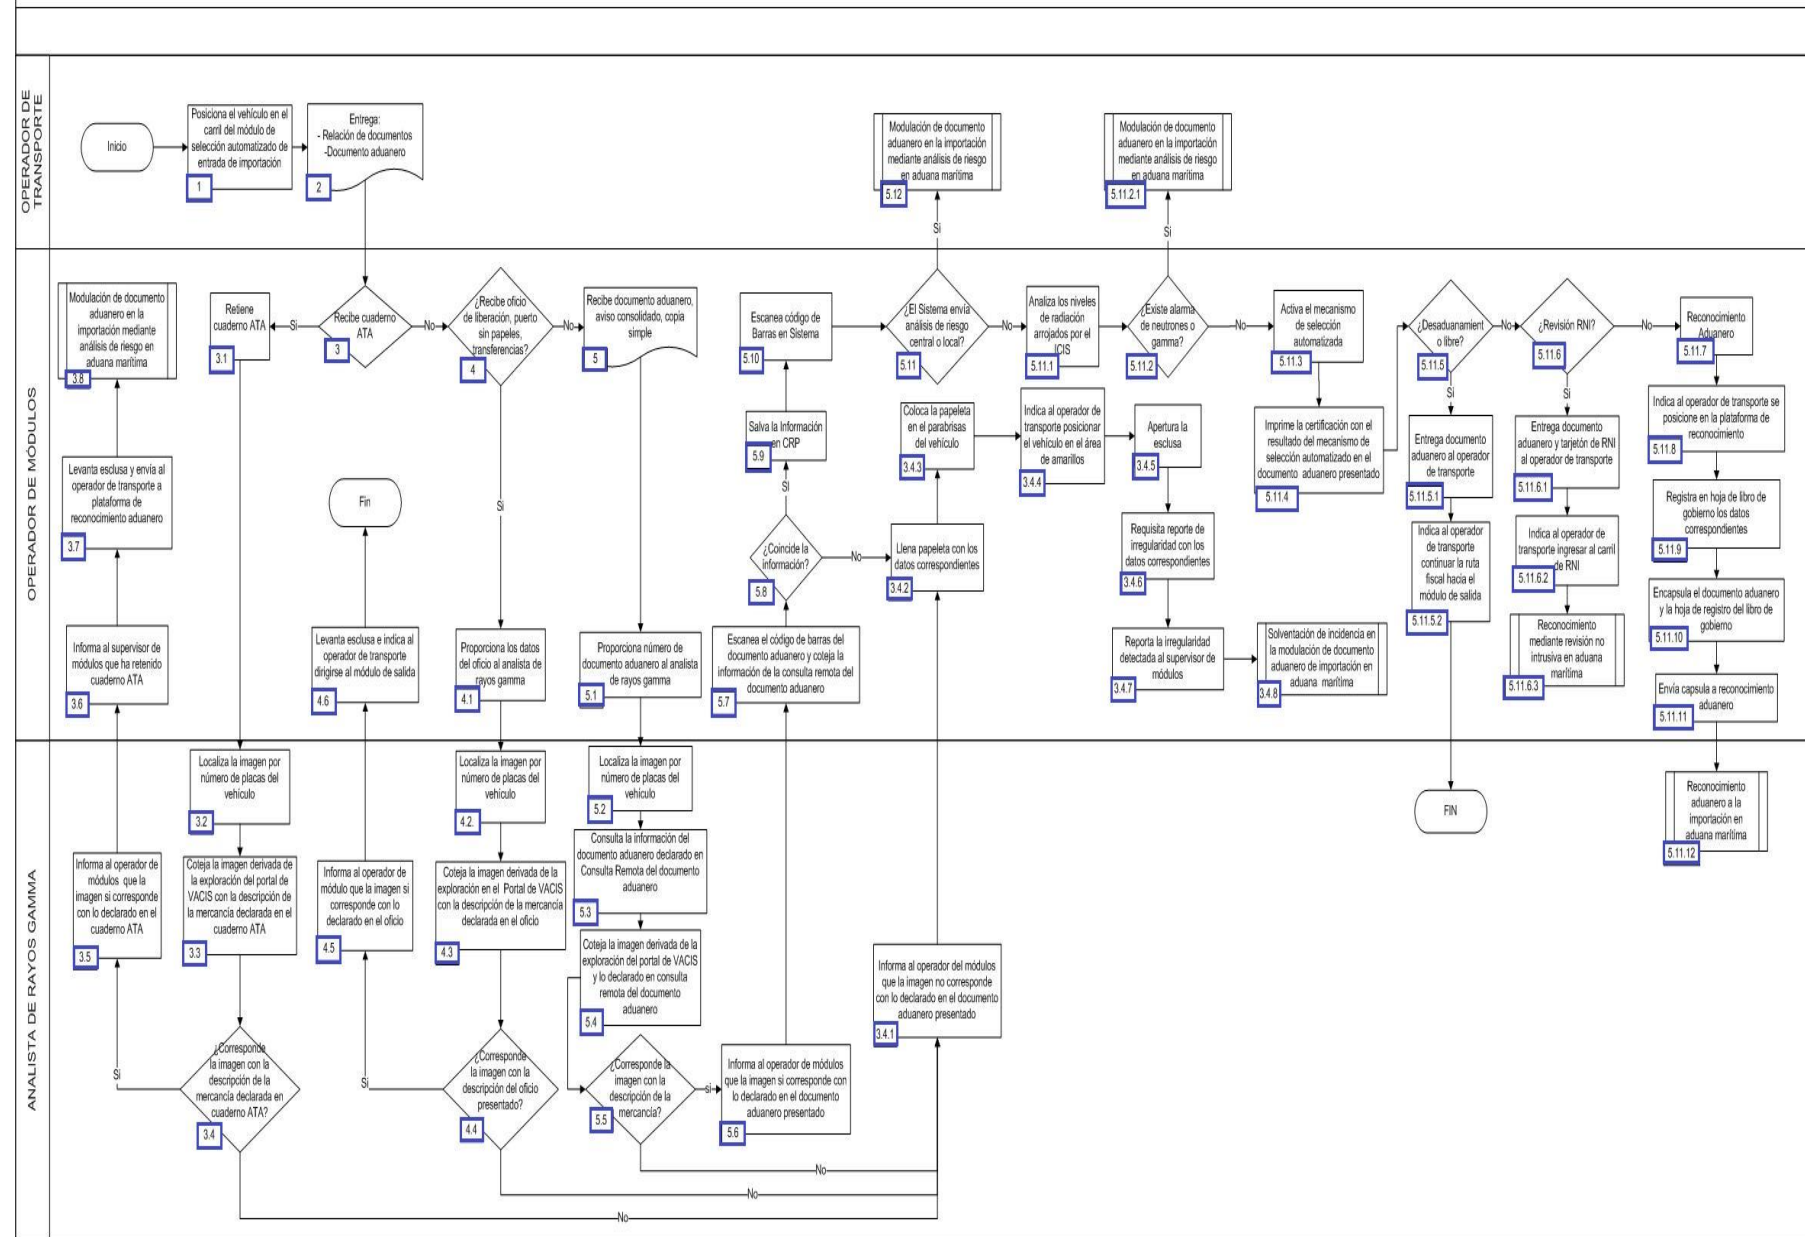 OPERADOR DE
TRANSPORTE
Inicio
Posiciona el vehículo en el
carril del módulo de
selección automatizado de
entrada de importación
1
Entrega:
- Relación de documentos
-Documento aduanero
2
Modulación de documento
aduanero en la importación
mediante análisis de riesgo
en aduana marítima
5.12
Si
Modulación de documento
aduanero en la importación
mediante análisis de riesgo
en aduana marítima
5.11.2.1
Si
OPERADOR DE MÓDULOS
Modulación de documento
aduanero en la
importación mediante
análisis de riesgo en
aduana marítima
3.8
Levanta esclusa y envía al
operador de transporte a
plataforma de
reconocimiento aduanero
3.7
Informa al supervisor de
módulos que ha retenido
cuaderno ATA
3.6
Retiene
cuaderno ATA
3.1
Si
Recibe cuaderno
ATA
3
No
¿Recibe oficio
de liberación, puerto
sin papeles,
transferencias?
4
No
Si
Recibe documento aduanero,
aviso consolidado, copia
simple
5
Fin
Levanta esclusa e indica al
operador de transporte
dirigirse al módulo de salida
4.6
Proporciona los datos
del oficio al analista de
rayos gamma
4.1
Proporciona número de
documento aduanero al analista
de rayos gamma
5.1
Escanea código de
Barras en Sistema
5.10
Salva la Información
en CRP
5.9
SI
¿Coincide la
información?
5.8
No
Escanea el código de barras del
documento aduanero y coteja la
información de la consulta remota del
documento aduanero
5.7
¿El Sistema envía
análisis de riesgo
central o local?
5.11
No
Analiza los niveles
de radiación
arrojados por el
ICIS
5.11.1
¿Existe alarma
de neutrones o
gamma?
5.11.2
No
Activa el mecanismo
de selección
automatizada
5.11.3
Imprime la certificación con el
resultado del mecanismo de
selección automatizado en el
documento aduanero presentado
5.11.4
Coloca la papeleta
en el parabrisas
del vehículo
3.4.3
Indica al operador de
transporte posicionar
el vehículo en el área
de amarillos
3.4.4
Apertura la
esclusa
3.4.5
Llena papeleta con los
datos correspondientes
3.4.2
Requisita reporte de
irregularidad con los
datos correspondientes
3.4.6
Reporta la irregularidad
detectada al supervisor de
módulos
3.4.7
Solventación de incidencia en
la modulación de documento
aduanero de importación en
aduana marítima
3.4.8
¿Desaduanamient
o libre?
5.11.5
No
Si
Entrega documento
aduanero al operador
de transporte
5.11.5.1
Indica al operador
de transporte
continuar la ruta
fiscal hacia el
módulo de salida
5.11.5.2
¿Revisión RNI?
5.11.6
No
Si
Entrega documento
aduanero y tarjetón de RNI
al operador de transporte
5.11.6.1
Indica al operador de
transporte ingresar al carril
de RNI
5.11.6.2
Reconocimiento
mediante revisión no
intrusiva en aduana
marítima
5.11.6.3
Reconocimiento
Aduanero
5.11.7
Indica al operador de transporte se
posicione en la plataforma de
reconocimiento
5.11.8
Registra en hoja de libro de
gobierno los datos
correspondientes
5.11.9
Encapsula el documento aduanero
y la hoja de registro del libro de
gobierno
5.11.10
Envía capsula a reconocimiento
aduanero
5.11.11
ANALISTA DE RAYOS GAMMA
Informa al operador de
módulos que la
imagen si corresponde
con lo declarado en el
cuaderno ATA
3.5
Si
Localiza la imagen por
número de placas del
vehículo
3.2
Coteja la imagen derivada de
la exploración del portal de
VACIS con la descripción de
la mercancía declarada en el
cuaderno ATA
3.3
¿Corresponde
la imagen con la
descripción de la
mercancía declarada en
cuaderno ATA?
3.4
No
Informa al operador de
módulo que la imagen si
corresponde con lo
declarado en el oficio
4.5
Si
Localiza la imagen por
número de placas del
vehículo
4.2.
Coteja la imagen derivada de la
exploración en el Portal de VACIS
con la descripción de la mercancía
declarada en el oficio
4.3
¿Corresponde
la imagen con la
descripción del oficio
presentado?
4.4
No
Localiza la imagen por
número de placas del
vehículo
5.2
Consulta la información del
documento aduanero declarado en
Consulta Remota del documento
aduanero
5.3
Coteja la imagen derivada de la
exploración del portal de VACIS
y lo declarado en consulta
remota del documento
aduanero
5.4
¿Corresponde la
imagen con la
descripción de la
mercancía?
5.5
si
No
Informa al operador de módulos
que la imagen si corresponde con
lo declarado en el documento
aduanero presentado
5.6
Informa al operador del módulos
que la imagen no corresponde
con lo declarado en el documento
aduanero presentado
3.4.1
FIN
Reconocimiento
aduanero a la
importación en
aduana marítima
5.11.12